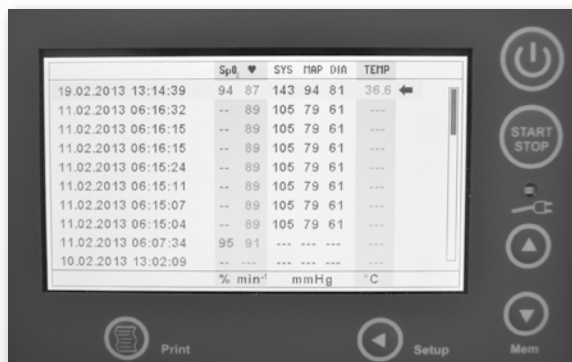 SpO₂ ♥ SYS MAP DIA TEMP
19.02.2013 13:14:39 94 87 143 94 81 36.6
11.02.2013 06:16:32 -- 89 105 79 61 ---
11.02.2013 06:16:15 -- 89 105 79 61 ---
11.02.2013 06:16:15 -- 89 105 79 61 ---
11.02.2013 06:15:24 -- 89 105 79 61 ---
11.02.2013 06:15:11 -- 89 105 79 61 ---
11.02.2013 06:15:07 -- 89 105 79 61 ---
11.02.2013 06:15:04 -- 89 105 79 61 ---
11.02.2013 06:07:34 95 91 --- --- --- ---
10.02.2013 13:02:09 -- --- --- --- --- ---
% min⁻¹ mmHg °C
START
STOP
Print
Setup
Mem